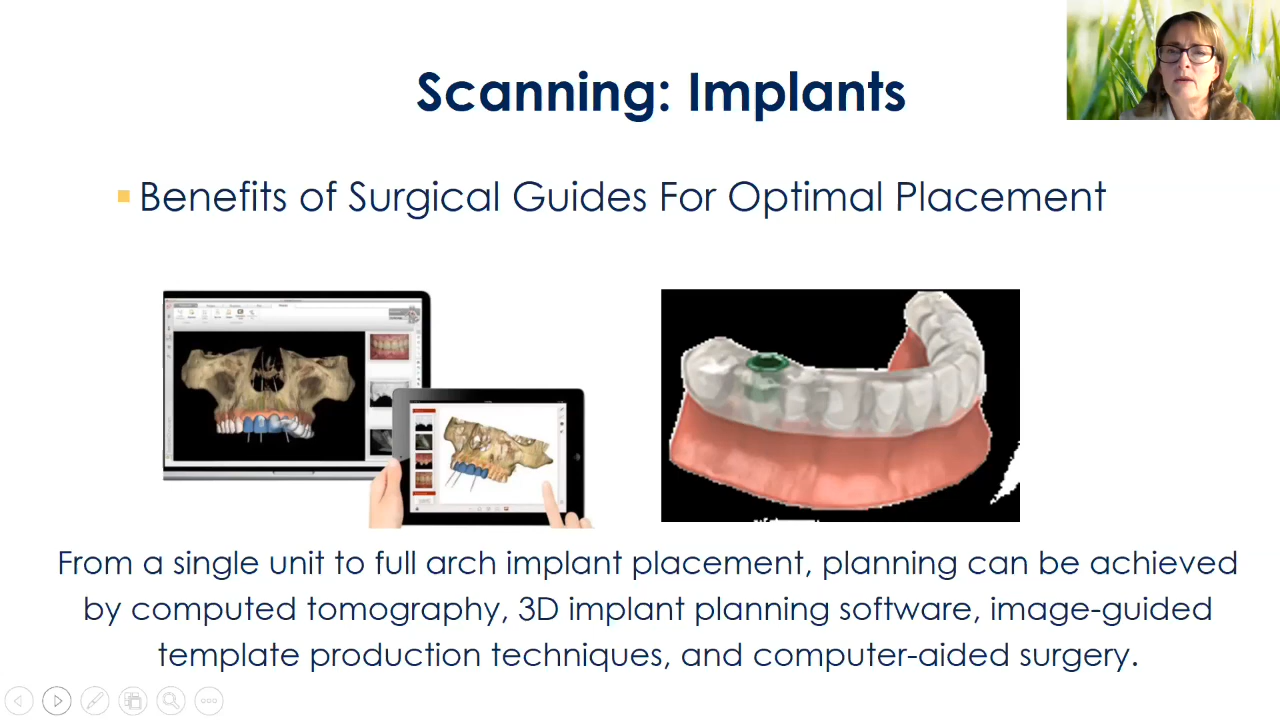 Scanning: Implants
Benefits of Surgical Guides For Optimal Placement
From a single unit to full arch implant placement, planning can be achieved
by computed tomography, 3D implant planning software, image-guided
template production techniques, and computer-aided surgery.